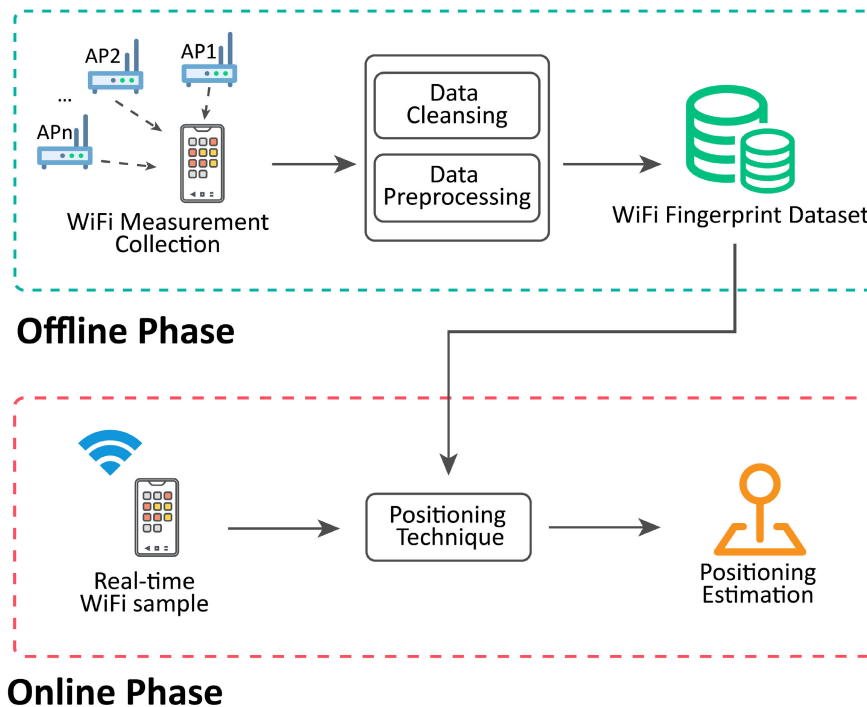 AP1
AP2
...
APn
WiFi Measurement
Collection
Data
Cleansing
Data
Preprocessing
WiFi Fingerprint Dataset
Offline Phase
Real-time
WiFi sample
Positioning
Technique
Positioning
Estimation
Online Phase